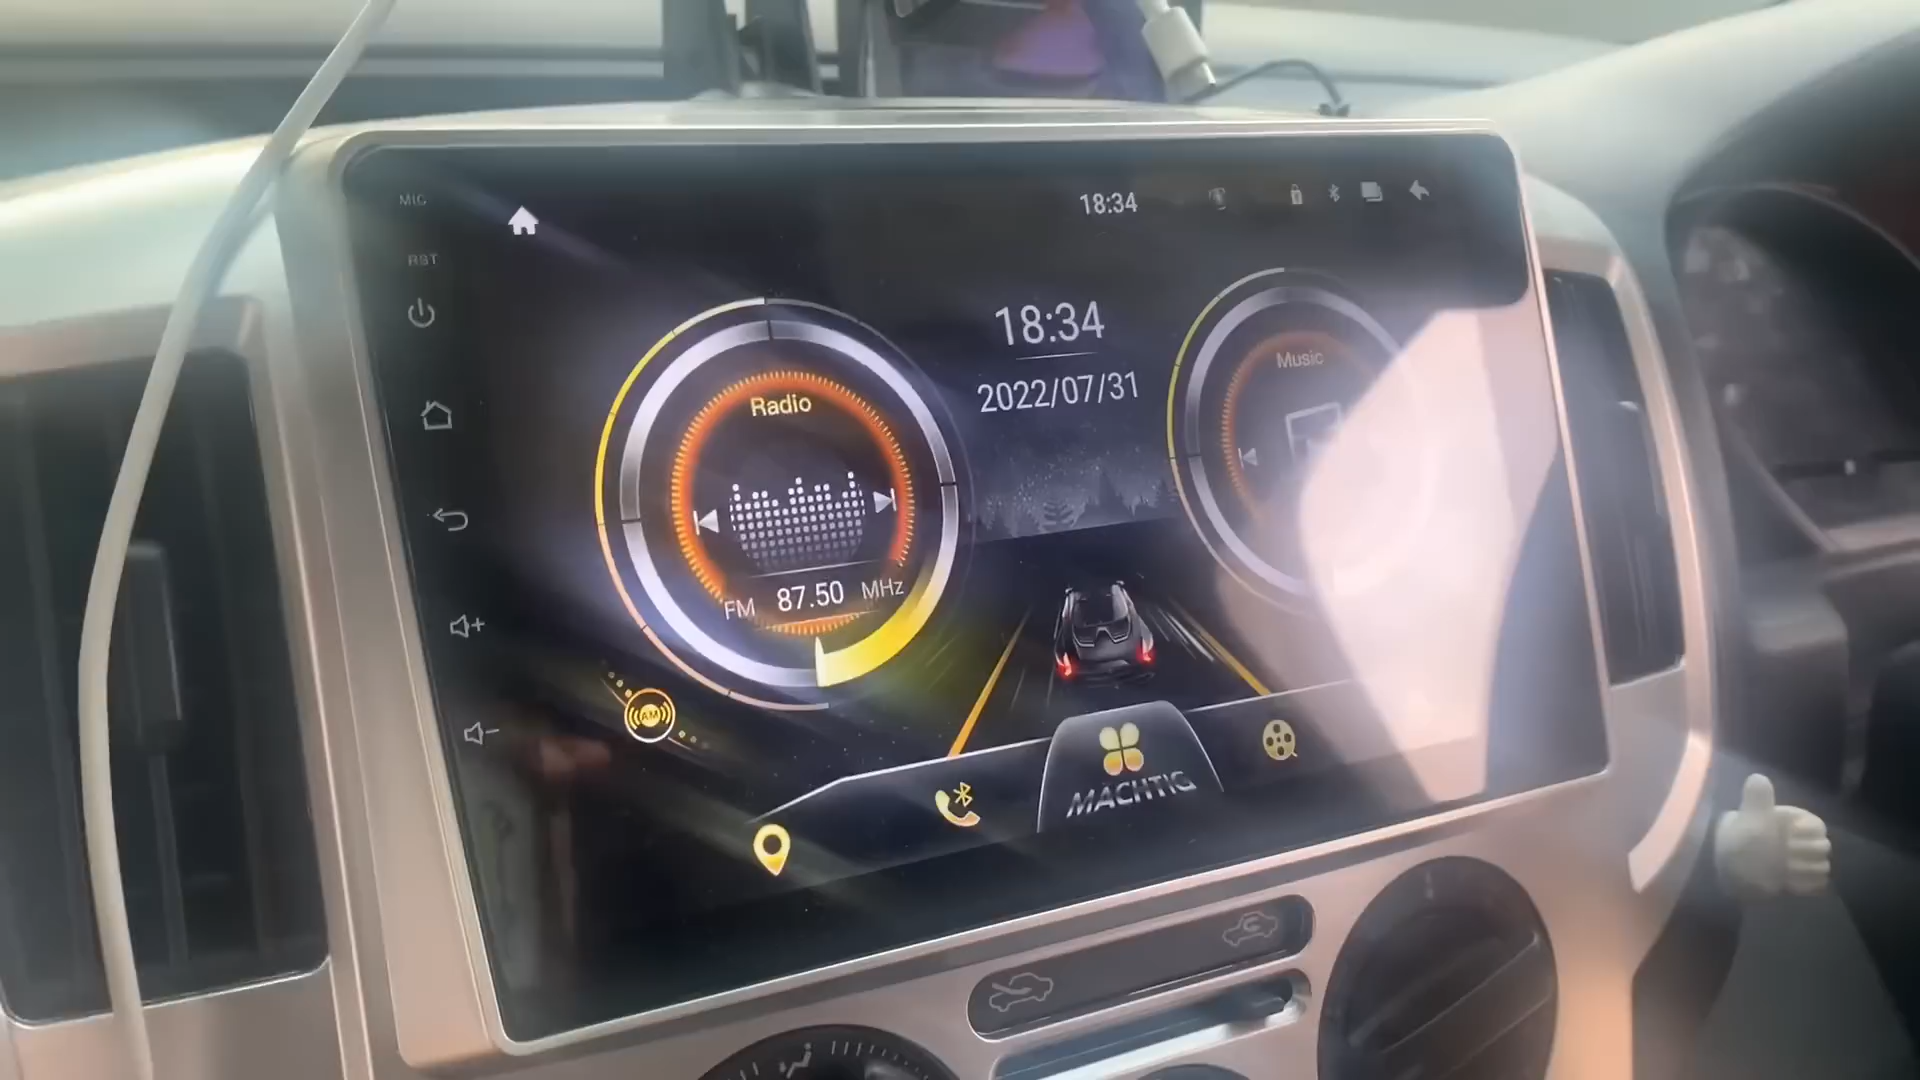 MIC
18:34
RST
18:34
2022/07/31
Radio
Music
FM 87.50 MHz
AM
MACHTIG